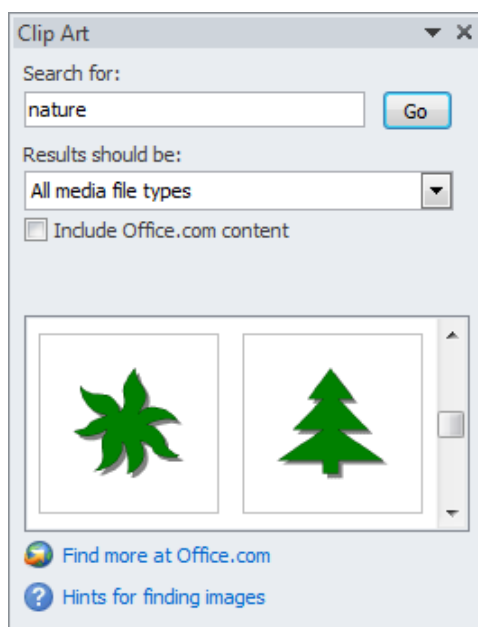 Clip Art
Search for:
nature
Go
Results should be:
All media file types
Include Office.com content
Find more at Office.com
Hints for finding images